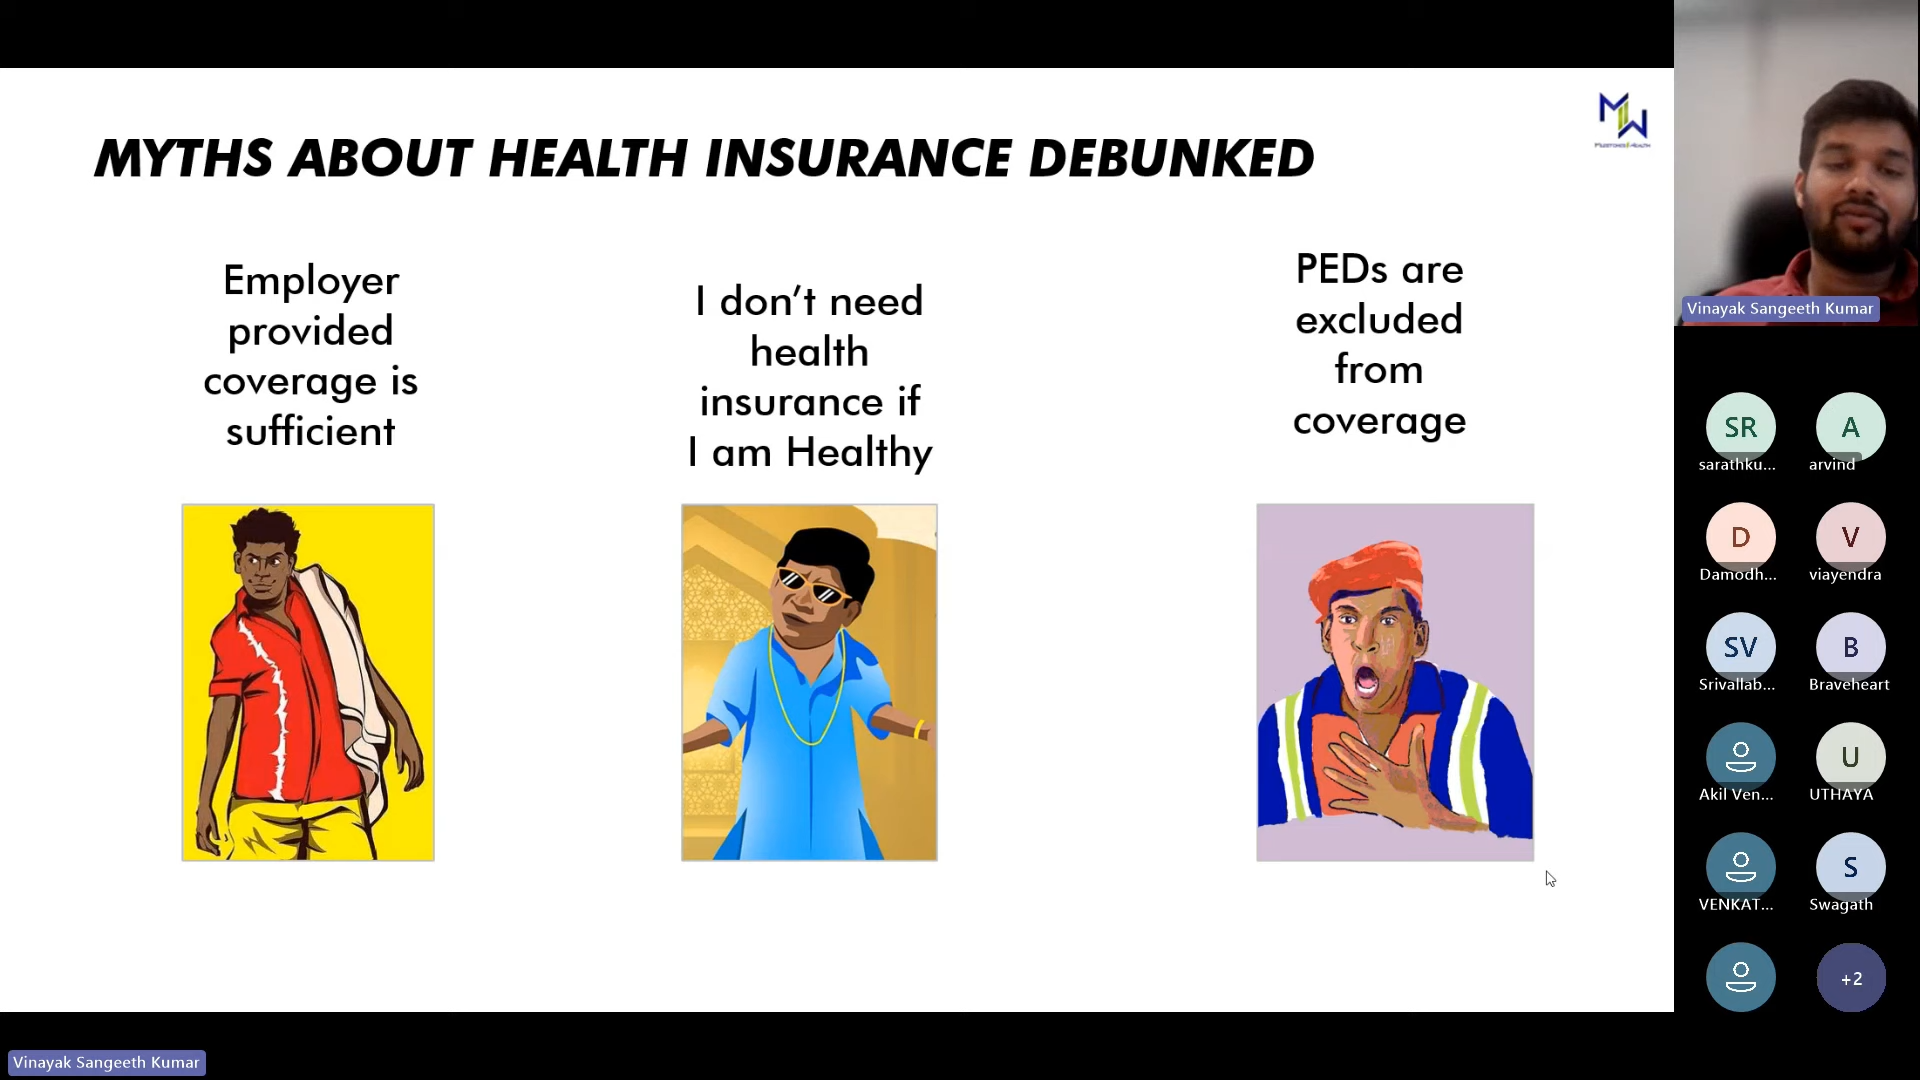 MYTHS ABOUT HEALTH INSURANCE DEBUNKED
Employer
provided
coverage is
sufficient
I don’t need
health
insurance if
I am Healthy
PEDs are
excluded
from
coverage
Vinayak Sangeeth Kumar
SR
sarathku...
A
arvind
D
Damodh...
V
viayendra
SV
Srivallab...
B
Braveheart
Akil Ven...
U
UTHAYA
VENKAT...
S
Swagath
+2
Vinayak Sangeeth Kumar